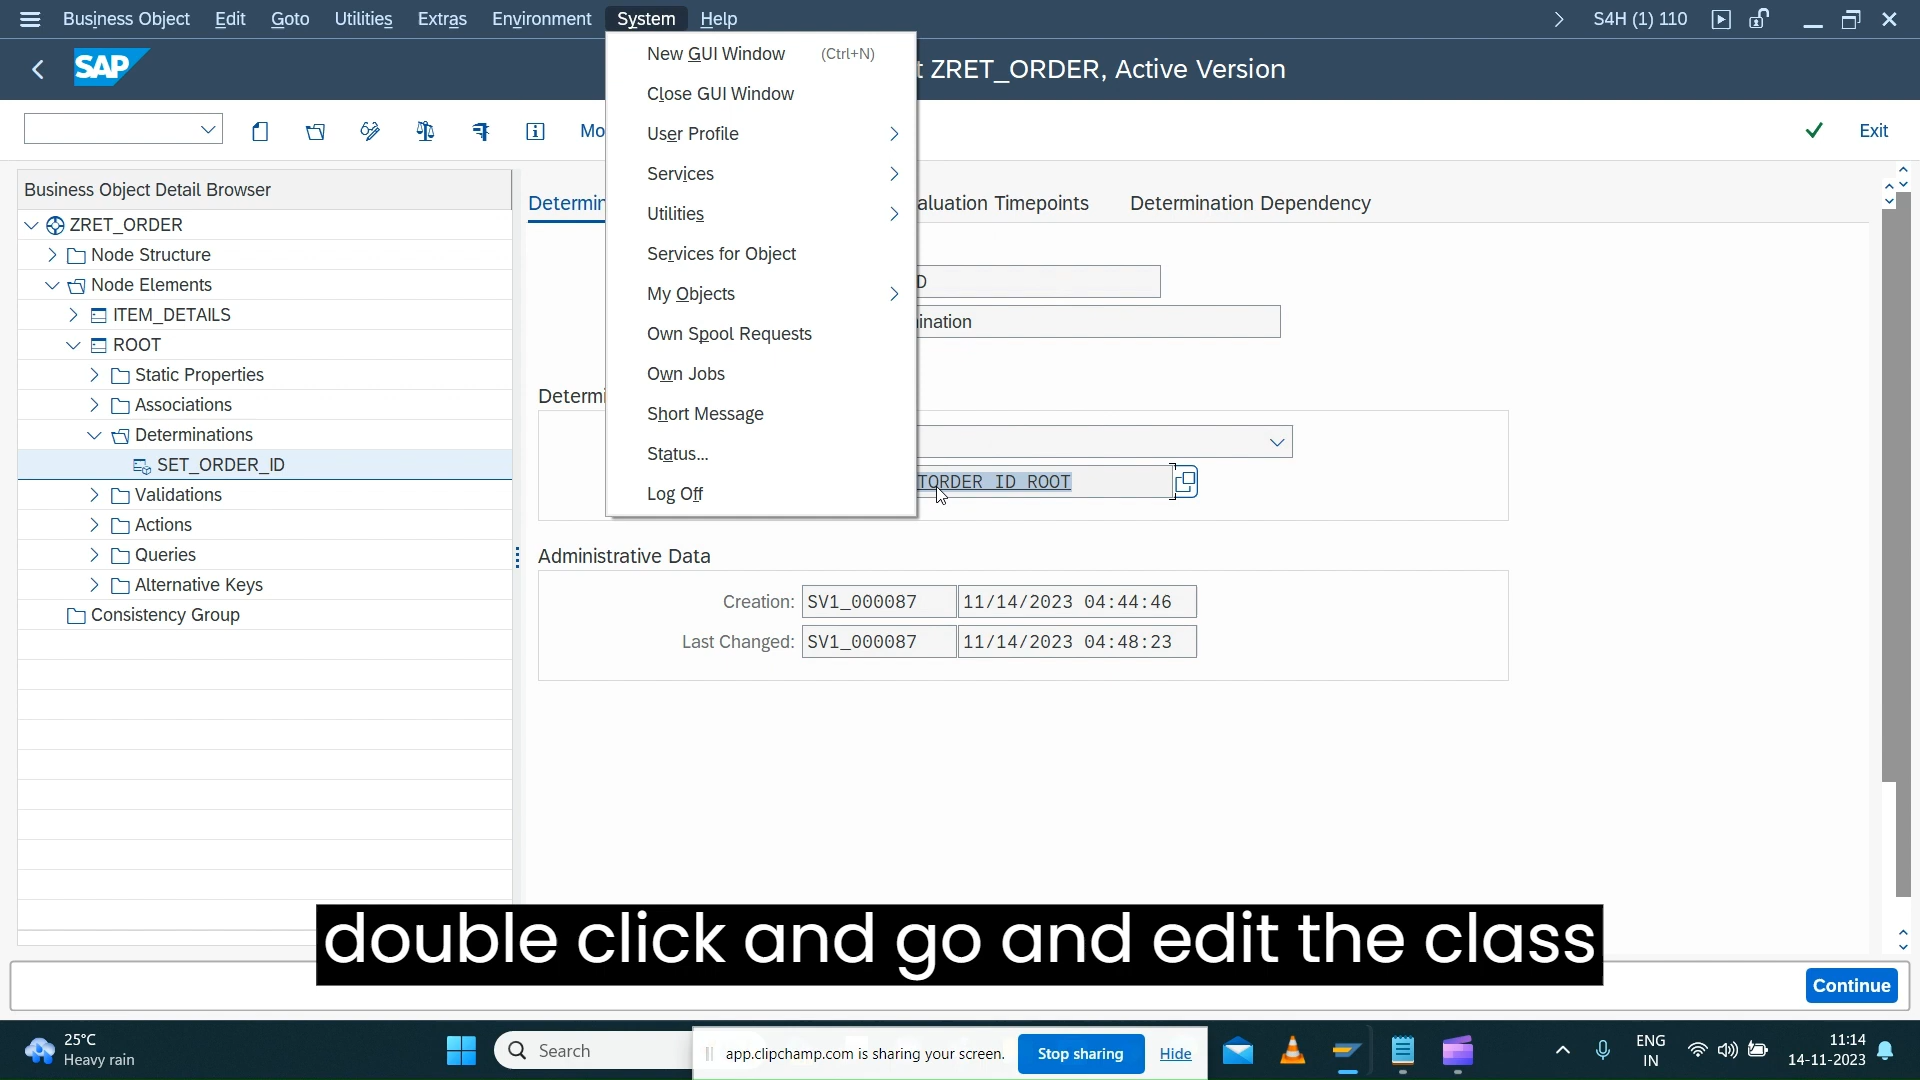 Business Object Edit Goto Utilities Extras Environment System Help S4H (1) 110
SAP
t ZRET_ORDER, Active Version
Mo
Exit
New GUI Window (Ctrl+N)
Close GUI Window
User Profile
Services
Utilities
Services for Object
My Objects
Own Spool Requests
Own Jobs
Short Message
Status...
Log Off
Business Object Detail Browser
ZRET_ORDER
Node Structure
Node Elements
ITEM_DETAILS
ROOT
Static Properties
Associations
Determinations
SET_ORDER_ID
Validations
Actions
Queries
Alternative Keys
Consistency Group
Determin
aluation Timepoints
Determination Dependency
D
ination
Determi
TORDER_ID_ROOT
Administrative Data
Creation: SV1_000087 11/14/2023 04:44:46
Last Changed: SV1_000087 11/14/2023 04:48:23
double click and go and edit the class
Continue
25°C
Heavy rain
Search
app.clipchamp.com is sharing your screen.
Stop sharing
Hide
ENG
IN
11:14
14-11-2023